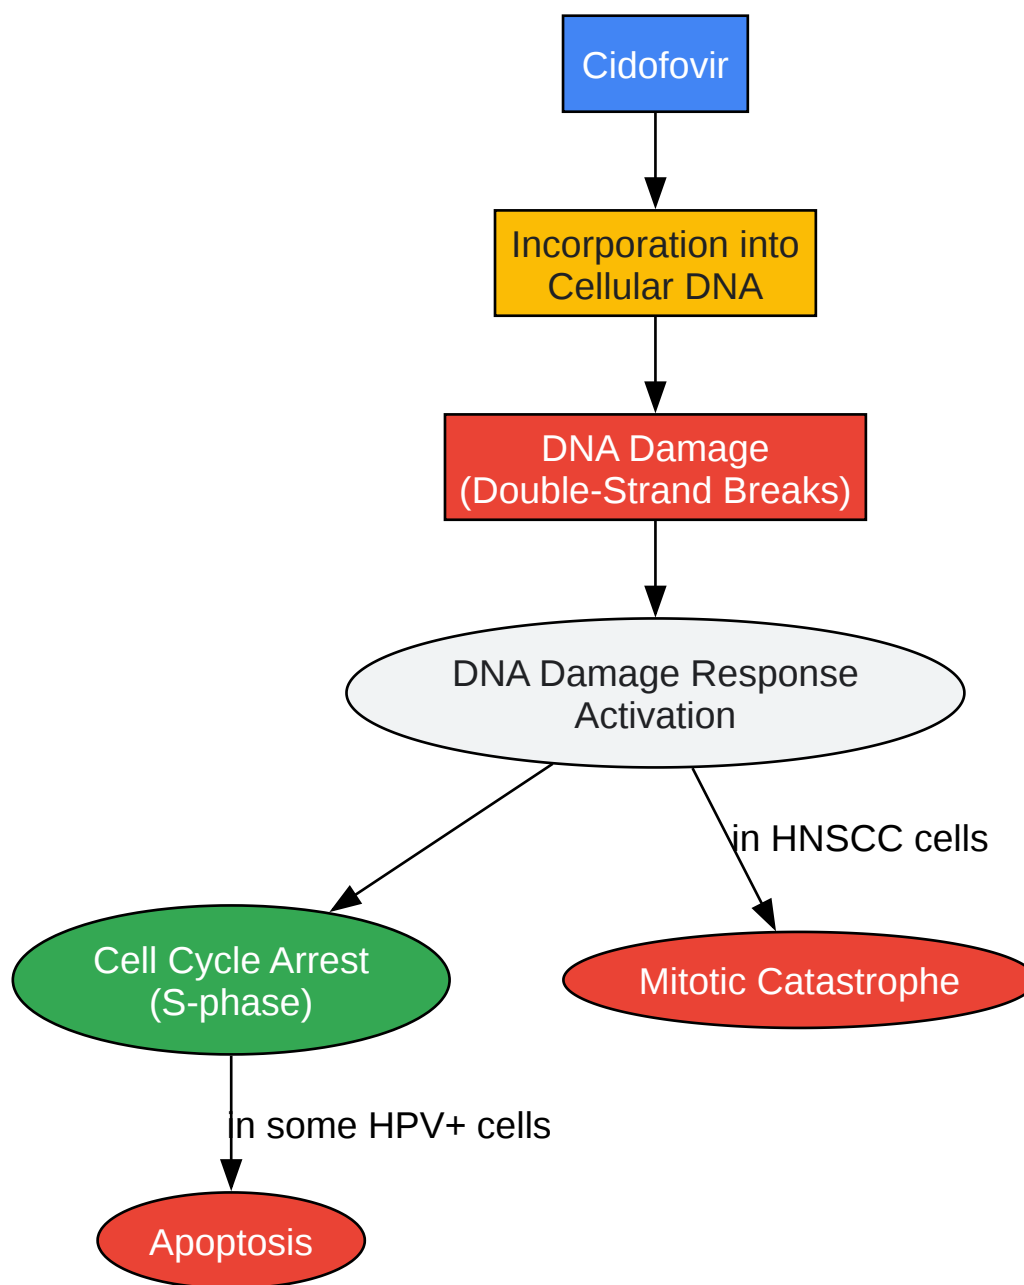 Cidofovir
Incorporation into
Cellular DNA
DNA Damage
(Double-Strand Breaks)
DNA Damage Response
Activation
in HNSCC cells
Cell Cycle Arrest
(S-phase)
Mitotic Catastrophe
in some HPV+ cells
Apoptosis